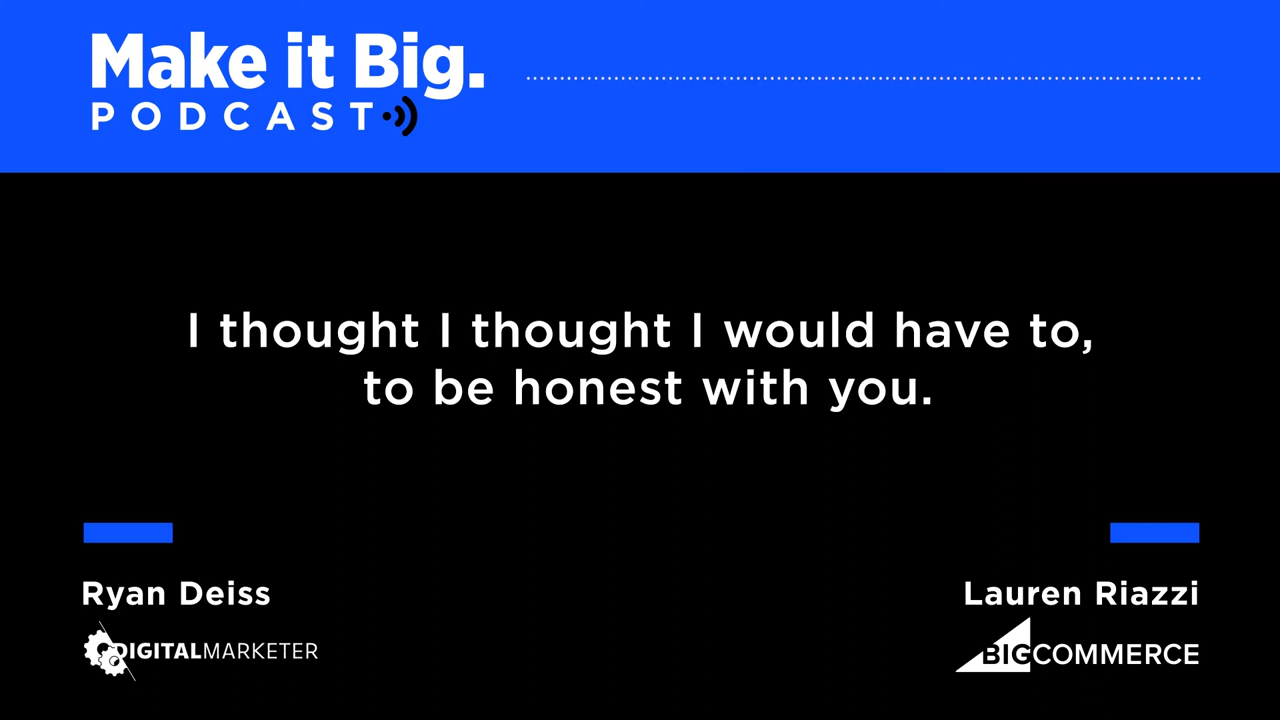 Make it Big.
PODCAST
I thought I thought I would have to,
to be honest with you.
Ryan Deiss
DIGITALMARKETER
Lauren Riazzi
BIGCOMMERCE